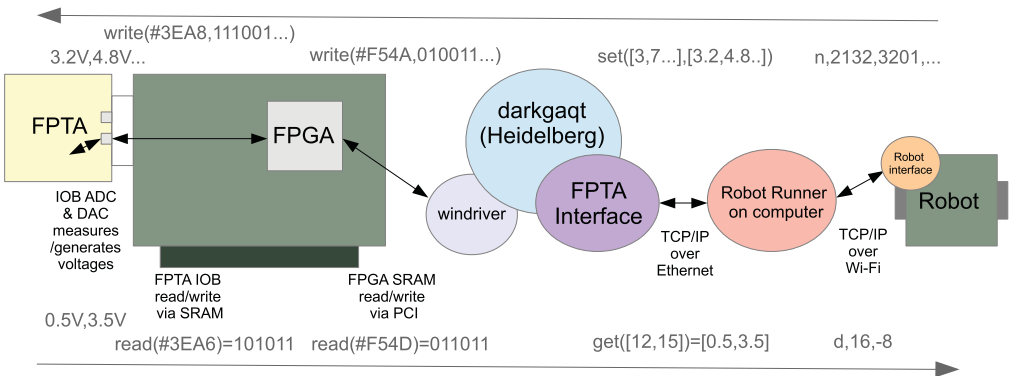 write(#3EA8,111001...)
3.2V,4.8V...
write(#F54A,010011...)
set([3,7...],[3.2,4.8..])
n,2132,3201,...
FPTA
FPGA
darkgaqt
(Heidelberg)
windriver
FPTA
Interface
Robot Runner
on computer
Robot
interface
Robot
IOB ADC
& DAC
measures
/generates
voltages
TCP/IP
over
Ethernet
TCP/IP
over
Wi-Fi
FPTA IOB
read/write
via SRAM
FPGA SRAM
read/write
via PCI
0.5V,3.5V
read(#3EA6)=101011
read(#F54D)=011011
get([12,15])=[0.5,3.5]
d,16,-8